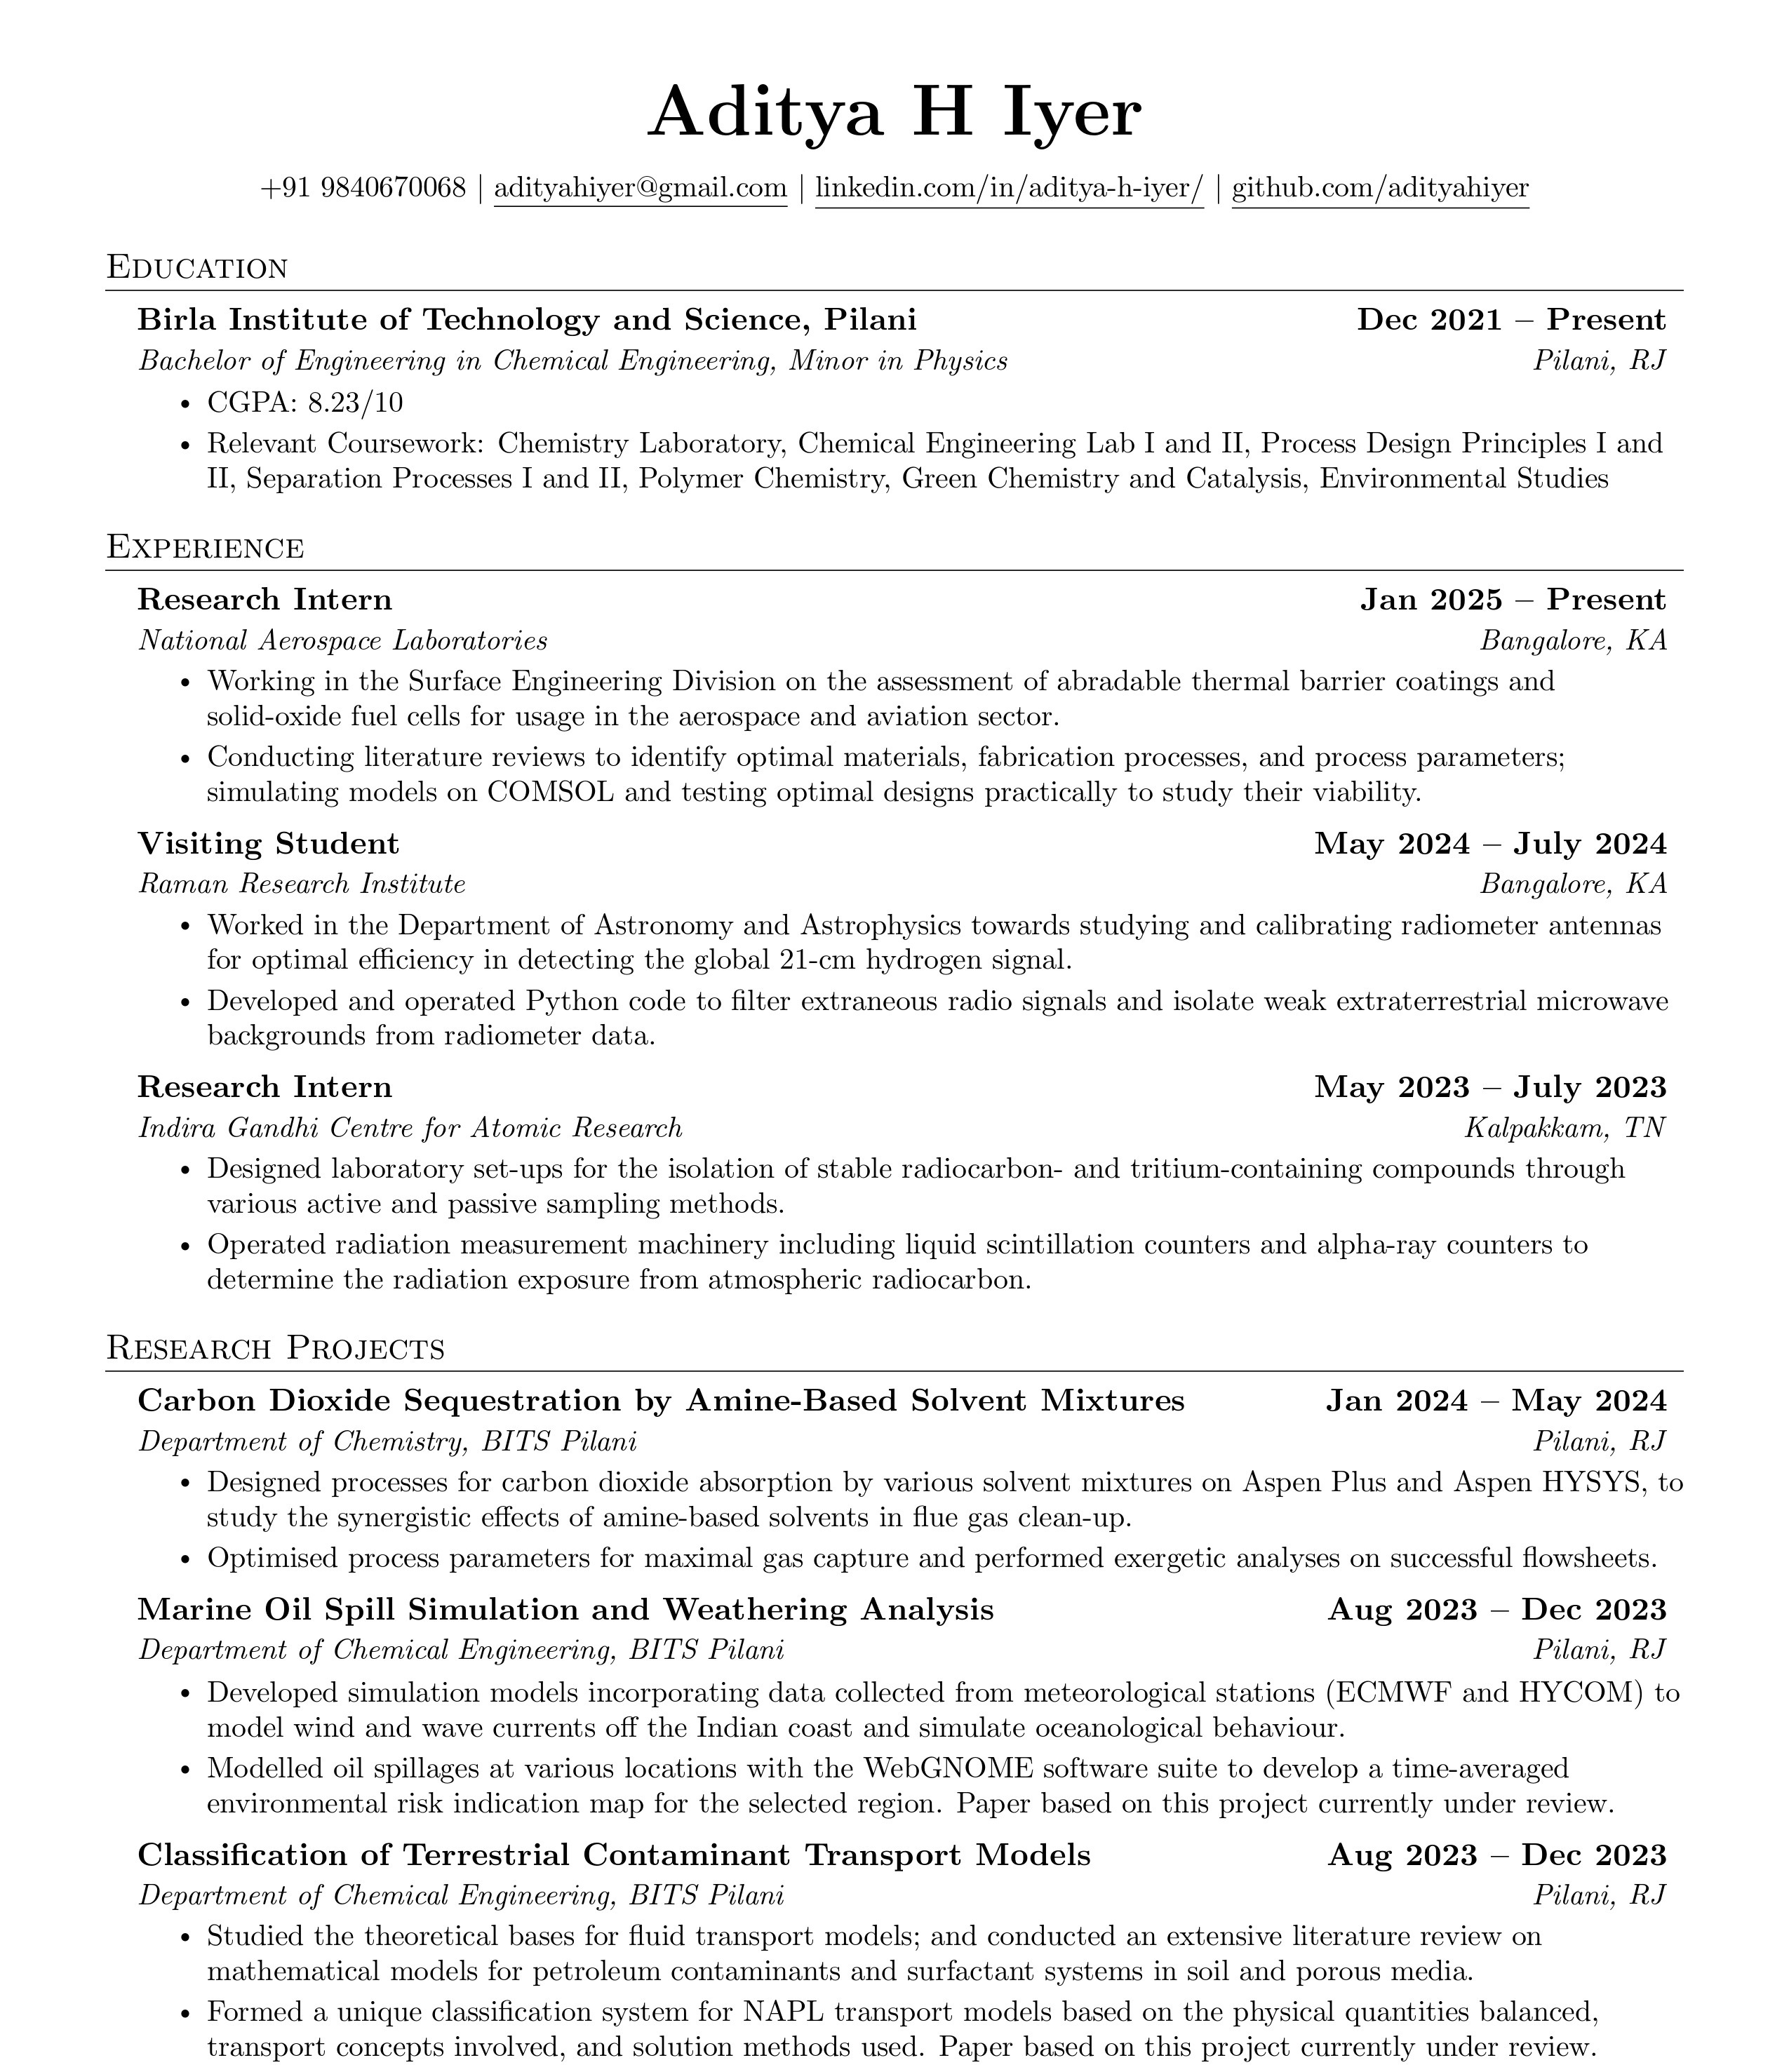 Aditya H Iyer
+91 9840670068 | adityahiyer@gmail.com | linkedin.com/in/aditya-h-iyer/ | github.com/adityahiyer
Education
Birla Institute of Technology and Science, Pilani Dec 2021 – Present
Bachelor of Engineering in Chemical Engineering, Minor in Physics Pilani, RJ
• CGPA: 8.23/10
• Relevant Coursework: Chemistry Laboratory, Chemical Engineering Lab I and II, Process Design Principles I and
II, Separation Processes I and II, Polymer Chemistry, Green Chemistry and Catalysis, Environmental Studies
Experience
Research Intern Jan 2025 – Present
National Aerospace Laboratories Bangalore, KA
• Working in the Surface Engineering Division on the assessment of abradable thermal barrier coatings and
solid-oxide fuel cells for usage in the aerospace and aviation sector.
• Conducting literature reviews to identify optimal materials, fabrication processes, and process parameters;
simulating models on COMSOL and testing optimal designs practically to study their viability.
Visiting Student May 2024 – July 2024
Raman Research Institute Bangalore, KA
• Worked in the Department of Astronomy and Astrophysics towards studying and calibrating radiometer antennas
for optimal efficiency in detecting the global 21-cm hydrogen signal.
• Developed and operated Python code to filter extraneous radio signals and isolate weak extraterrestrial microwave
backgrounds from radiometer data.
Research Intern May 2023 – July 2023
Indira Gandhi Centre for Atomic Research Kalpakkam, TN
• Designed laboratory set-ups for the isolation of stable radiocarbon- and tritium-containing compounds through
various active and passive sampling methods.
• Operated radiation measurement machinery including liquid scintillation counters and alpha-ray counters to
determine the radiation exposure from atmospheric radiocarbon.
Research Projects
Carbon Dioxide Sequestration by Amine-Based Solvent Mixtures Jan 2024 – May 2024
Department of Chemistry, BITS Pilani Pilani, RJ
• Designed processes for carbon dioxide absorption by various solvent mixtures on Aspen Plus and Aspen HYSYS, to
study the synergistic effects of amine-based solvents in flue gas clean-up.
• Optimised process parameters for maximal gas capture and performed exergetic analyses on successful flowsheets.
Marine Oil Spill Simulation and Weathering Analysis Aug 2023 – Dec 2023
Department of Chemical Engineering, BITS Pilani Pilani, RJ
• Developed simulation models incorporating data collected from meteorological stations (ECMWF and HYCOM) to
model wind and wave currents off the Indian coast and simulate oceanological behaviour.
• Modelled oil spillages at various locations with the WebGNOME software suite to develop a time-averaged
environmental risk indication map for the selected region. Paper based on this project currently under review.
Classification of Terrestrial Contaminant Transport Models Aug 2023 – Dec 2023
Department of Chemical Engineering, BITS Pilani Pilani, RJ
• Studied the theoretical bases for fluid transport models; and conducted an extensive literature review on
mathematical models for petroleum contaminants and surfactant systems in soil and porous media.
• Formed a unique classification system for NAPL transport models based on the physical quantities balanced,
transport concepts involved, and solution methods used. Paper based on this project currently under review.